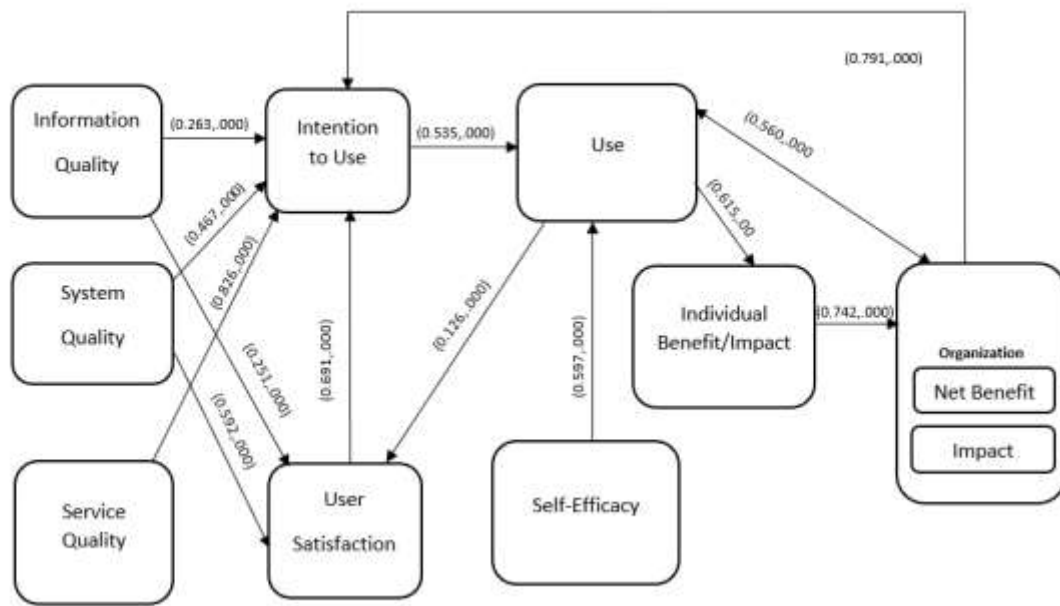 (0.791,.000)
Information
Quality
(0.263,.000)
Intention
to Use
(0.535,.000)
Use
(0.560,.000
(0.467,.000)
(0.826,.000)
(0.615,.00
System
Quality
(0.251,.000)
(0.592,.000)
(0.691,.000)
(0.126,.000)
(0.597,.000)
Individual
Benefit/Impact
(0.742,.000)
Organization
Net Benefit
Impact
Service
Quality
User
Satisfaction
Self-Efficacy